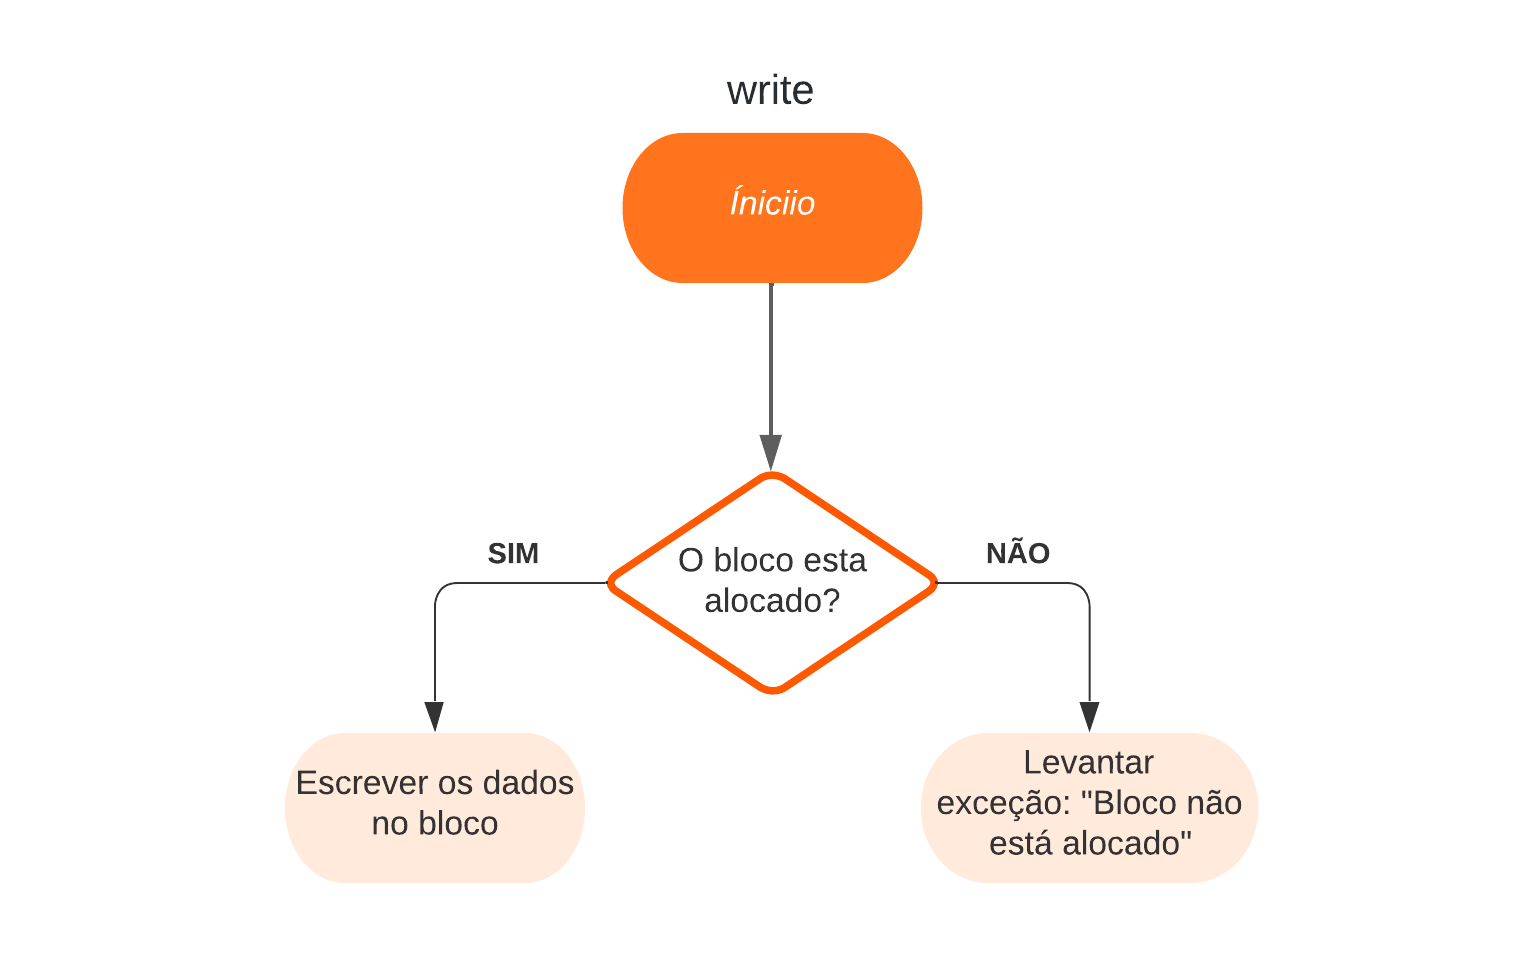 write
Íniciio
SIM
O bloco esta
alocado?
NÃO
Escrever os dados
no bloco
Levantar
exceção: "Bloco não
está alocado"